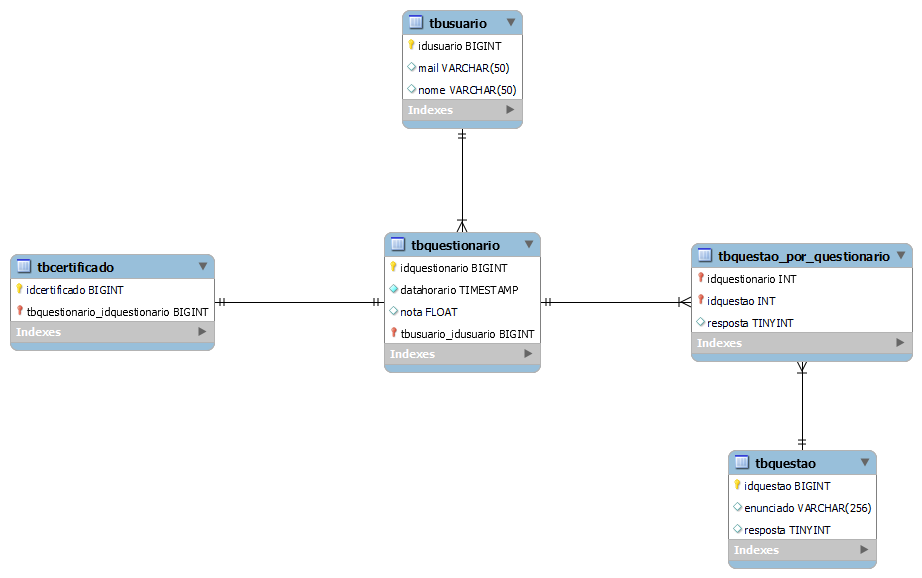 tbusuario
idusuario BIGINT
mail VARCHAR(50)
nome VARCHAR(50)
Indexes
tbcertificado
idcertificado BIGINT
tbquestionario_idquestionario BIGINT
Indexes
tbquestionario
idquestionario BIGINT
datahorario TIMESTAMP
nota FLOAT
tbusuario_idusuario BIGINT
Indexes
tbquestao_por_questionario
idquestionario INT
idquestao INT
resposta TINYINT
Indexes
tbquestao
idquestao BIGINT
enunciado VARCHAR(256)
resposta TINYINT
Indexes